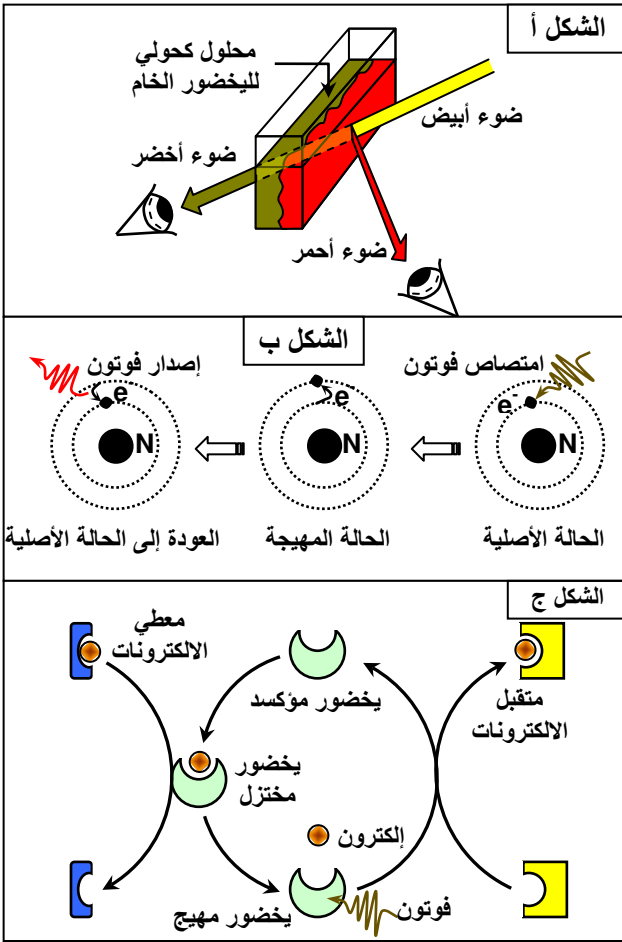 الشكل أ
محلول كحولي
لليخضور الخام
ضوء أبيض
ضوء أخضر
ضوء أحمر
الشكل ب
امتصاص فوتون
إصدار فوتون
e-
N
e-
N
e-
N
الحالة الأصلية
الحالة المهيجة
العودة إلى الحالة الأصلية
الشكل ج
معطي
الالكترونات
يخضور مؤكسد
متقبل
الالكترونات
يخضور
مختزل
إلكترون
يخضور مهيج
فوتون